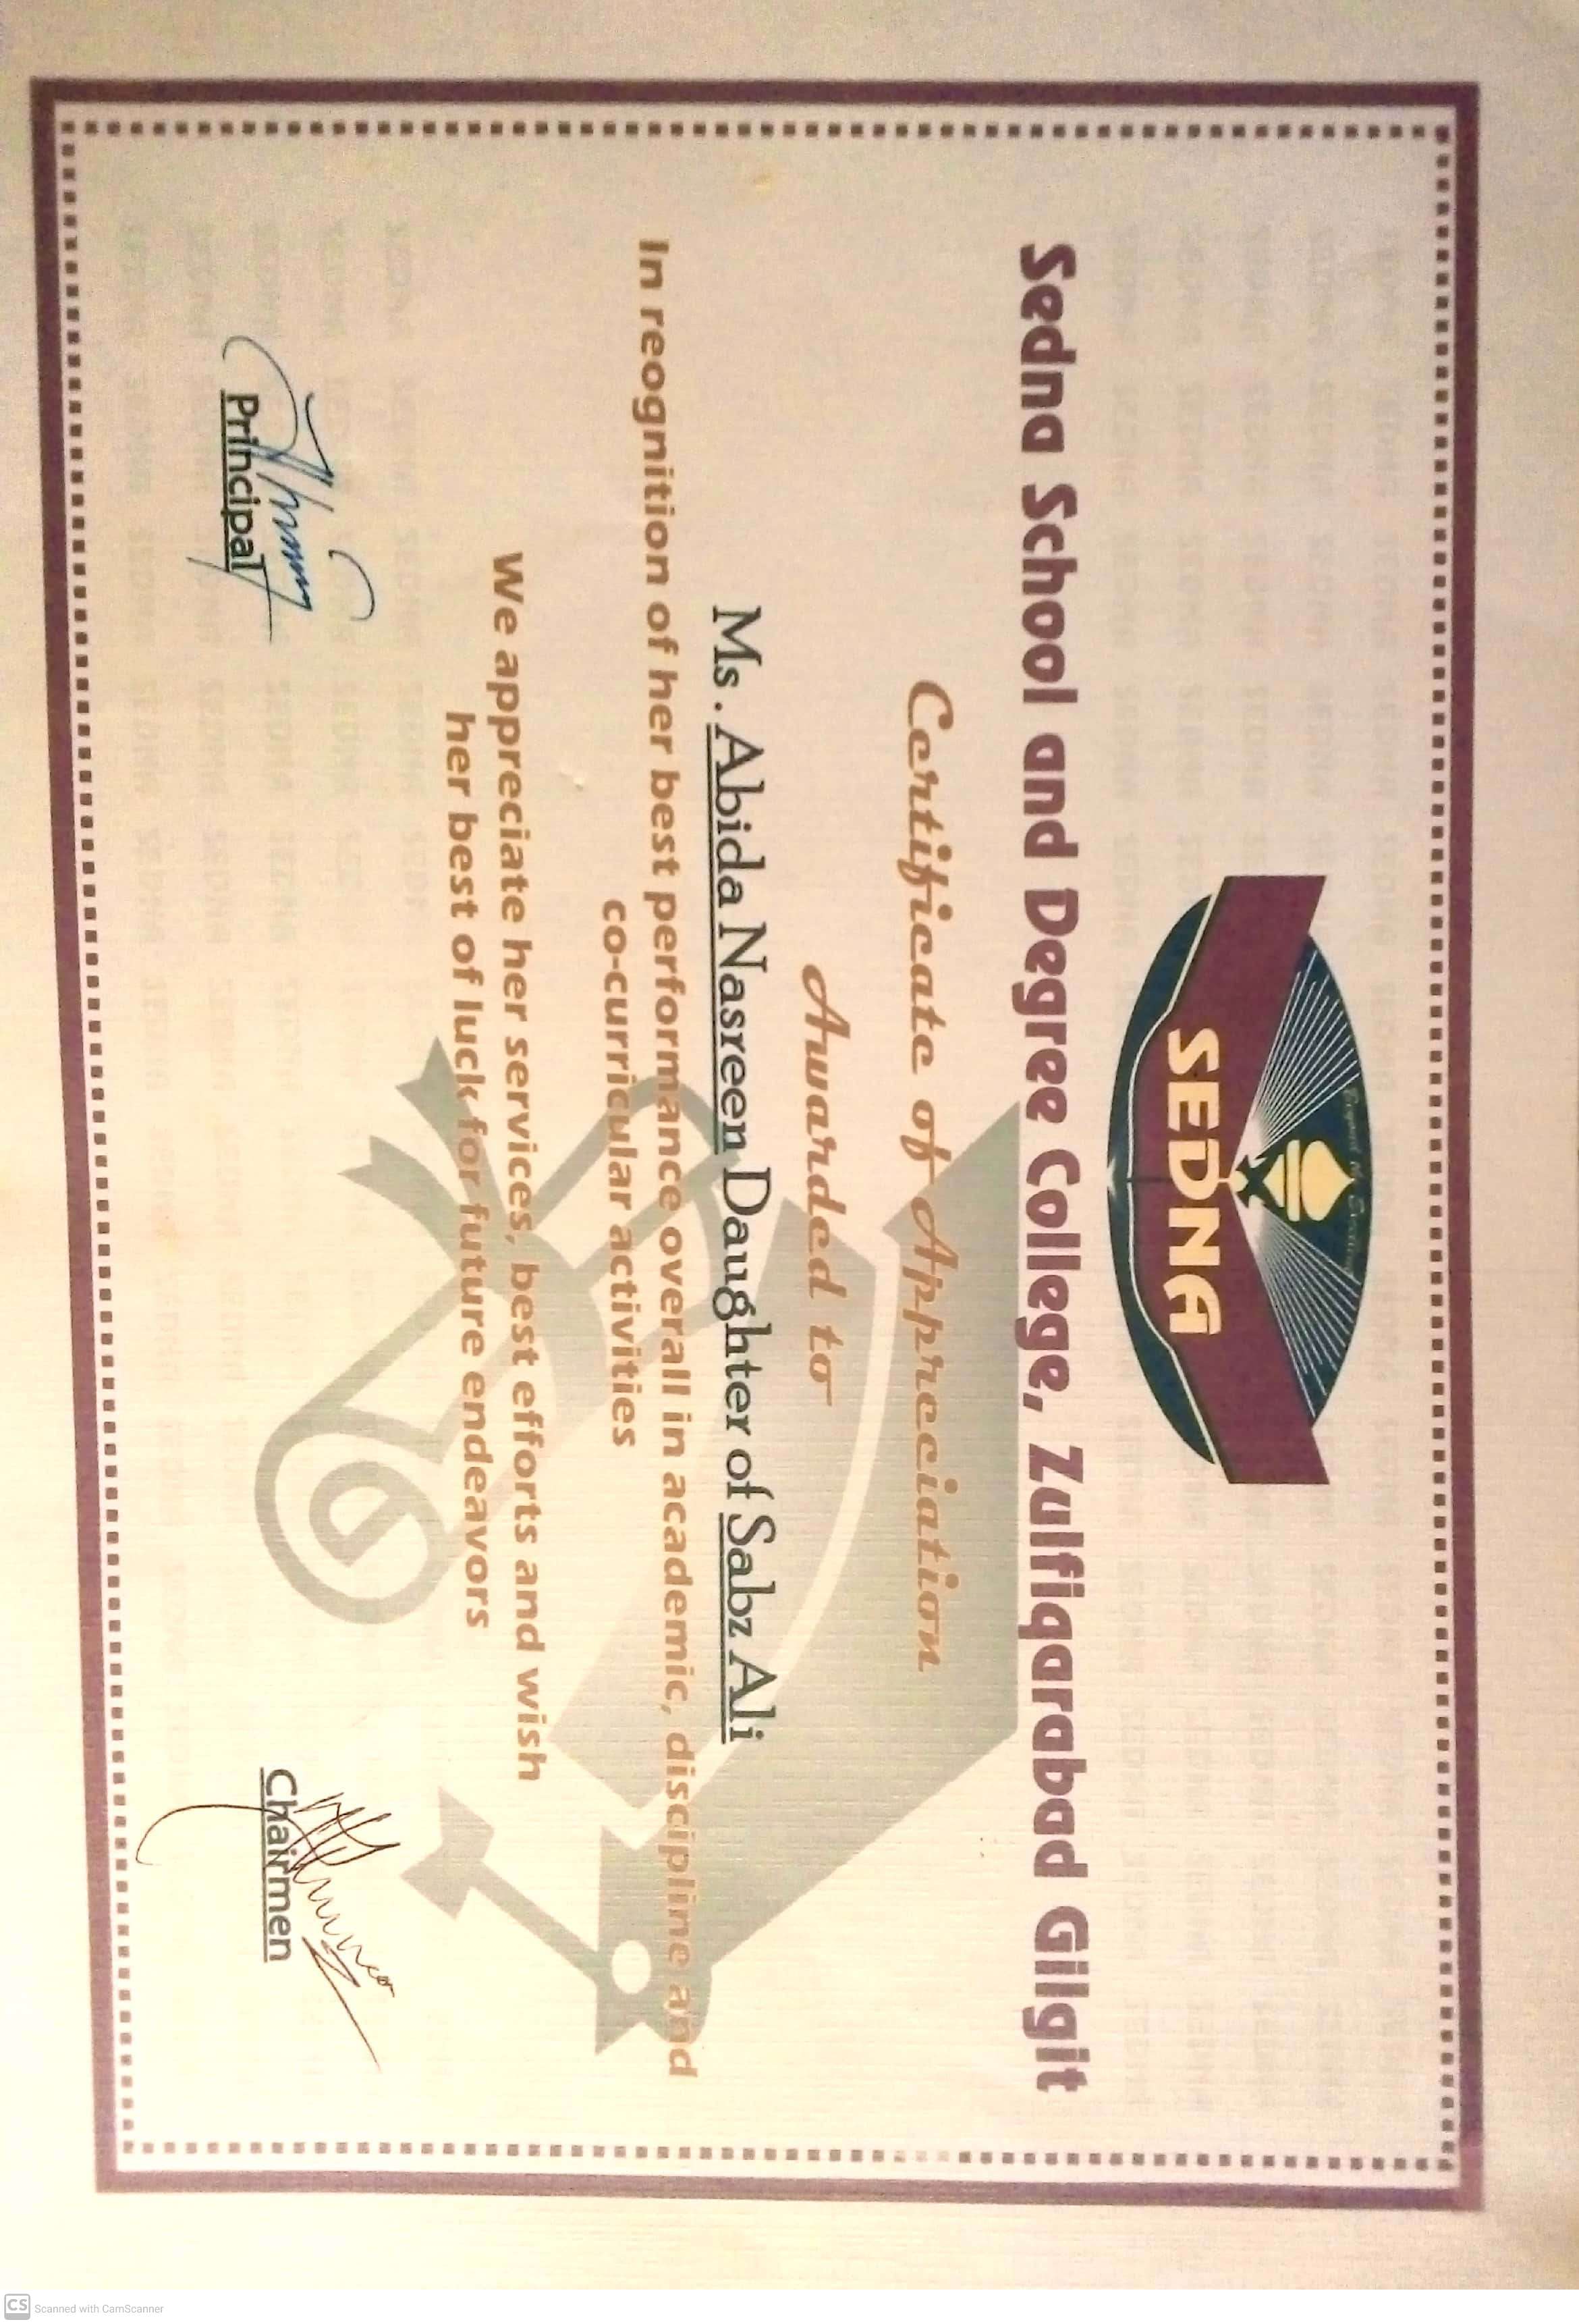 Beyond the Excellence
SEDNA
Sedna School and Degree College, Zulfiqarabad Gilgit
Certificate of Appreciation
Awarded to
Ms. Abida Nasreen Daughter of Sabz Ali
In reognition of her best performance overall in academic, discipline and
co-curricular activities
We appreciate her services, best efforts and wish
her best of luck for future endeavors
Principal
Chairmen
CS Scanned with CamScanner